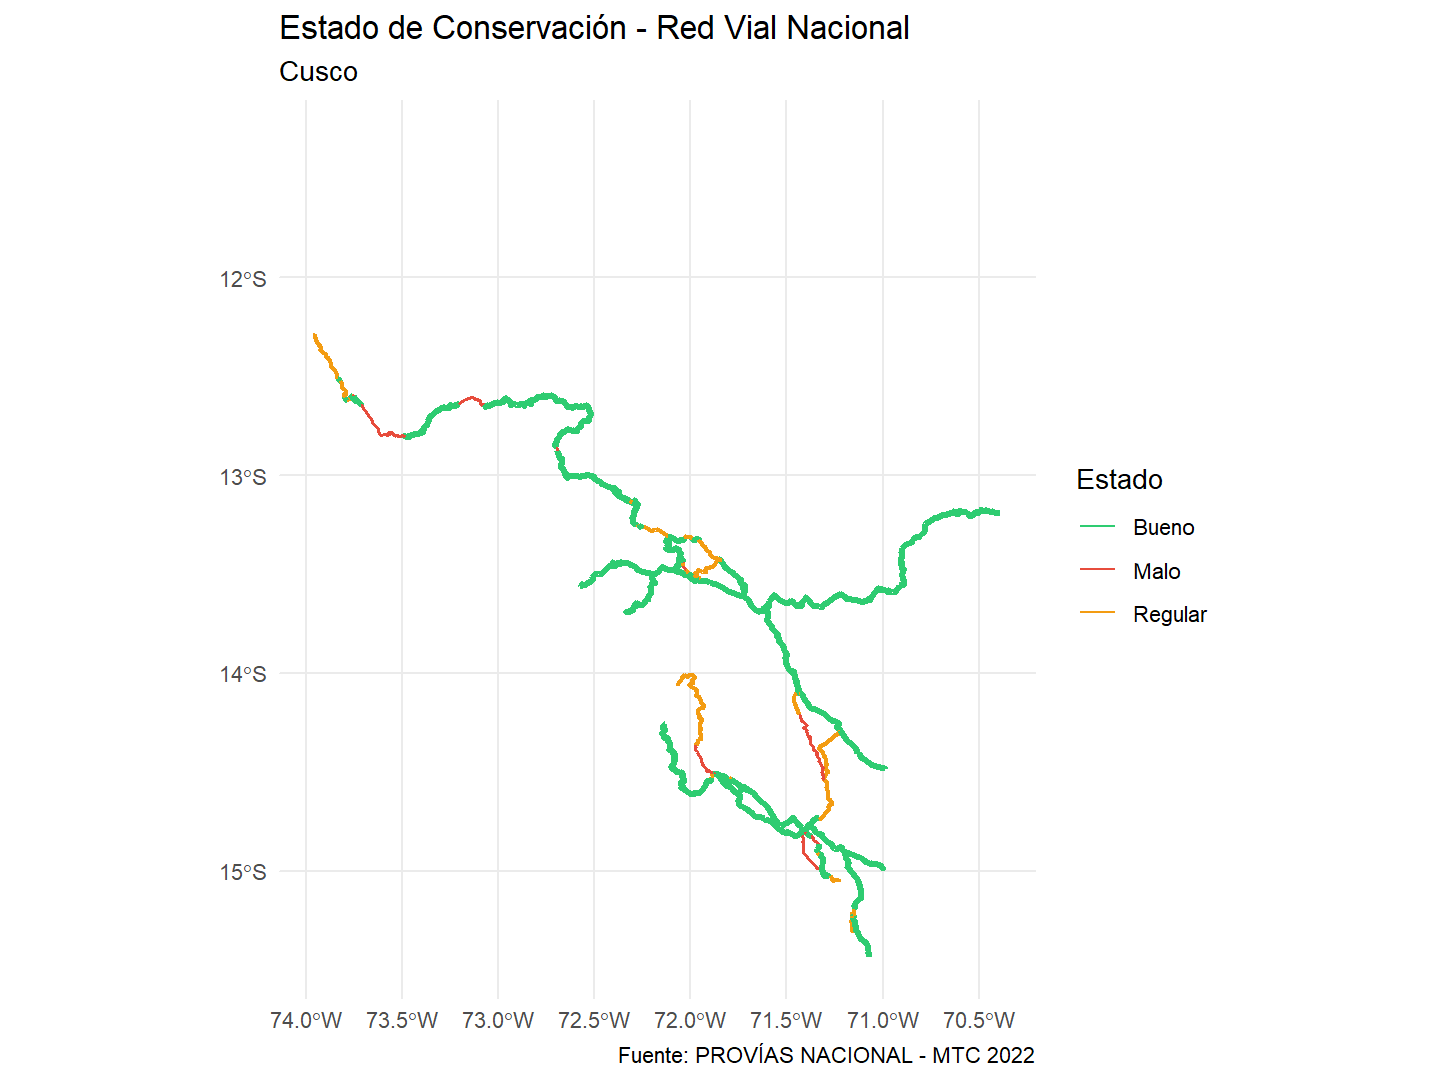 Estado de Conservación - Red Vial Nacional
Cusco
12°S
13°S
14°S
15°S
74.0°W 73.5°W 73.0°W 72.5°W 72.0°W 71.5°W 71.0°W 70.5°W
Estado
Bueno
Malo
Regular
Fuente: PROVÍAS NACIONAL - MTC 2022